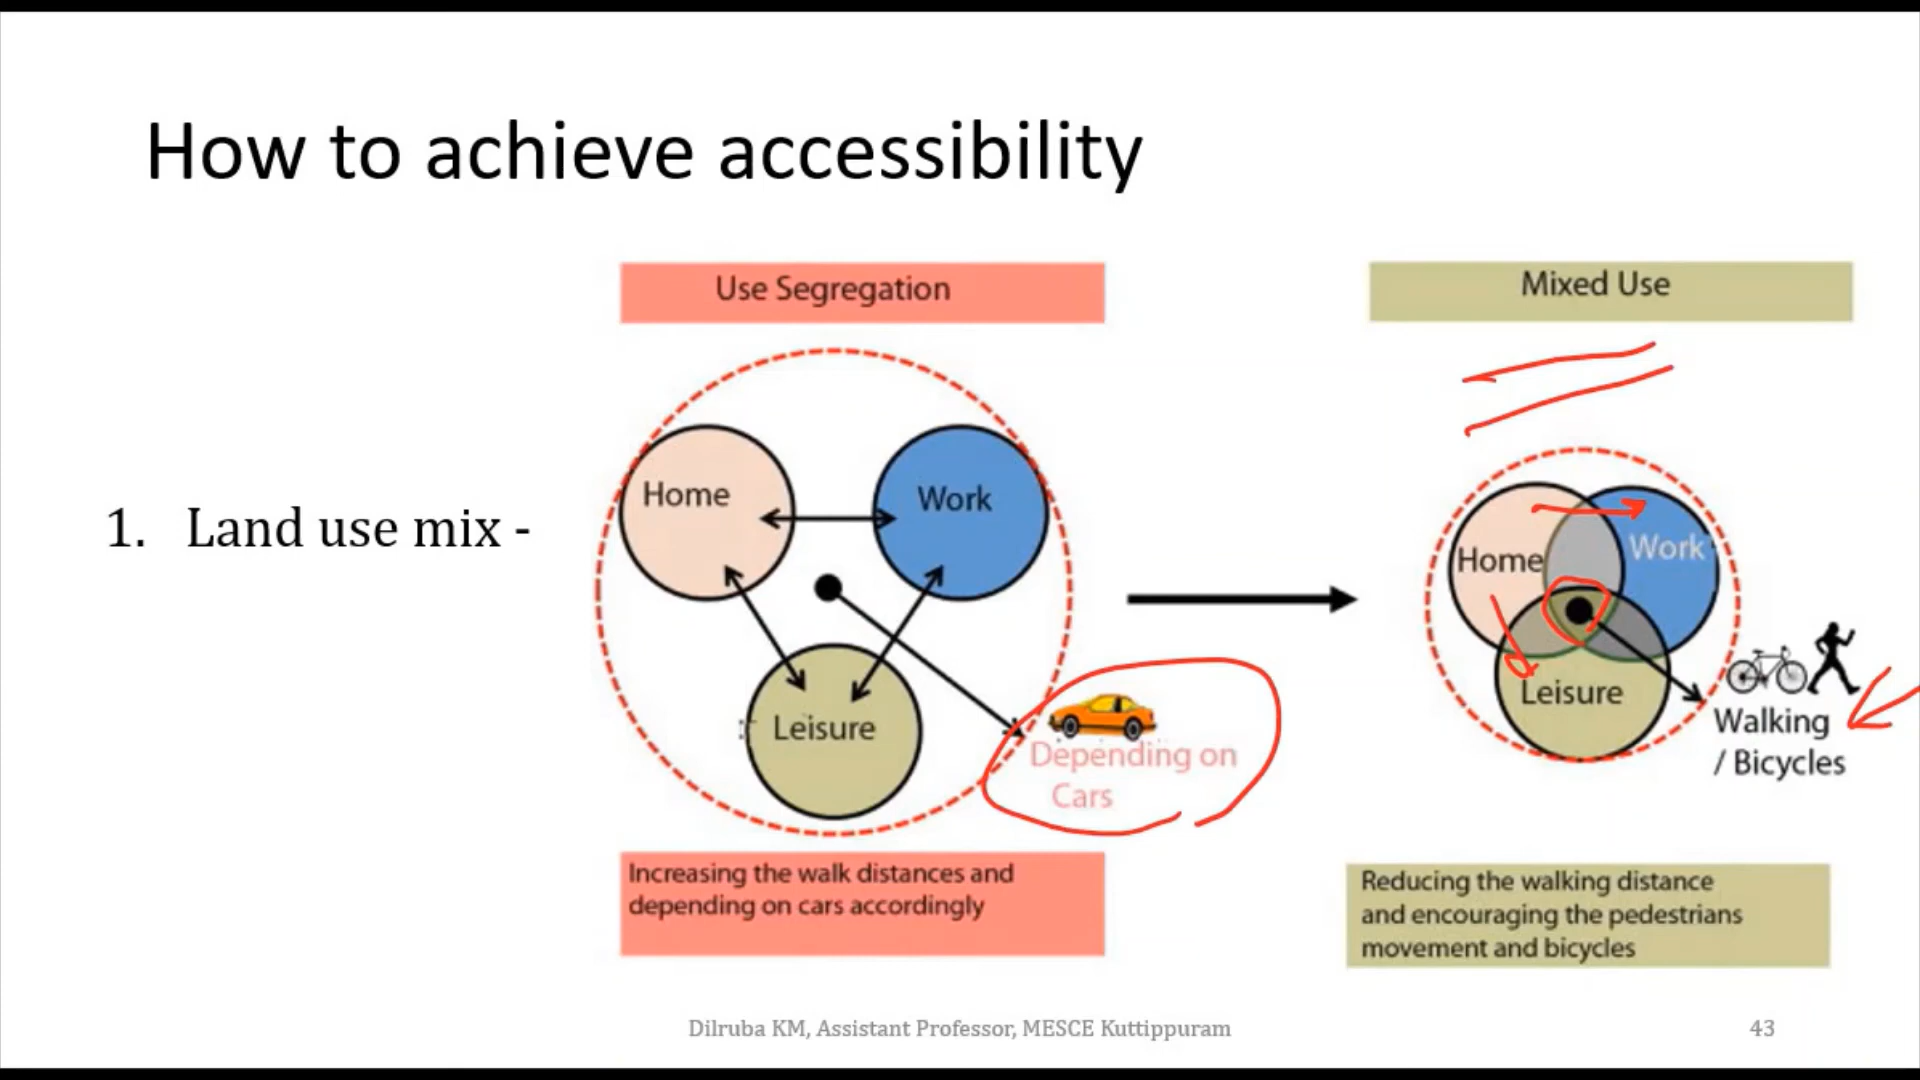 How to achieve accessibility
1. Land use mix -
Use Segregation
Home
Work
Leisure
Depending on
Cars
Increasing the walk distances and
depending on cars accordingly
Mixed Use
Home
Work
Leisure
Walking
/ Bicycles
Reducing the walking distance
and encouraging the pedestrians
movement and bicycles
Dilruba KM, Assistant Professor, MESCE Kuttippuram
43